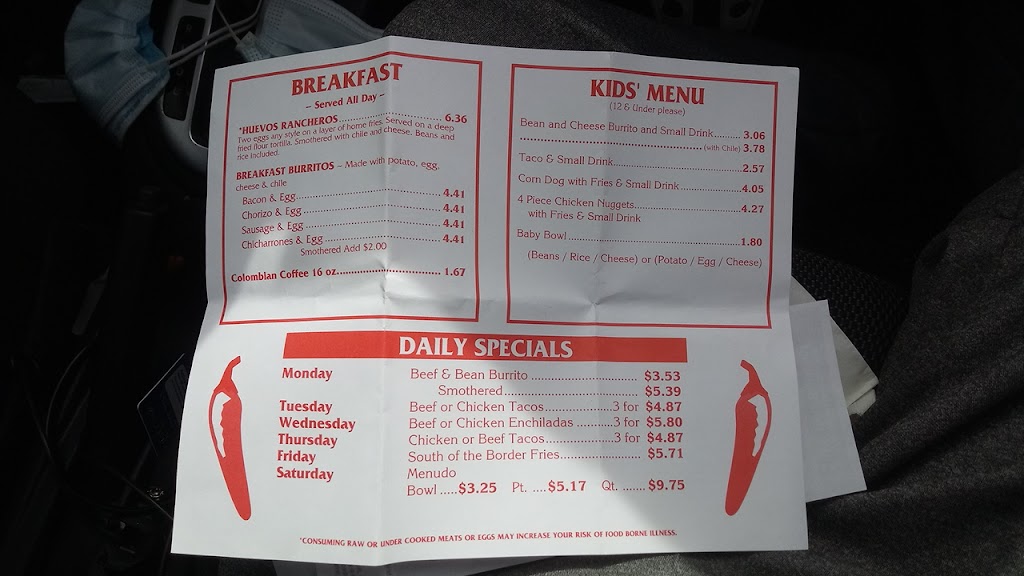 BREAKFAST
– Served All Day –
*HUEVOS RANCHEROS........................ 6.36
Two eggs any style on a layer of home fries. Served on a deep
fried flour tortilla. Smothered with chile and cheese. Beans and
rice included.
BREAKFAST BURRITOS – Made with potato, egg,
cheese & chile
Bacon & Egg................................... 4.41
Chorizo & Egg ................................. 4.41
Sausage & Egg ................................ 4.41
Chicharrones & Egg ........................... 4.41
Smothered Add $2.00
Colombian Coffee 16 oz........................... 1.67
KIDS' MENU
(12 & Under please)
Bean and Cheese Burrito and Small Drink....... 3.06
.................................................. (with Chile) 3.78
Taco & Small Drink................................ 2.57
Corn Dog with Fries & Small Drink............... 4.05
4 Piece Chicken Nuggets...........................4.27
with Fries & Small Drink
Baby Bowl ...........................................1.80
(Beans / Rice / Cheese) or (Potato / Egg / Cheese)
DAILY SPECIALS
Monday Beef & Bean Burrito .......................... $3.53
Smothered................................ $5.39
Tuesday Beef or Chicken Tacos.................3 for $4.87
Wednesday Beef or Chicken Enchiladas ..........3 for $5.80
Thursday Chicken or Beef Tacos.................3 for $4.87
Friday South of the Border Fries................... $5.71
Saturday Menudo
Bowl .....$3.25 Pt. ....$5.17 Qt. .......$9.75
*CONSUMING RAW OR UNDER COOKED MEATS OR EGGS MAY INCREASE YOUR RISK OF FOOD BORNE ILLNESS.